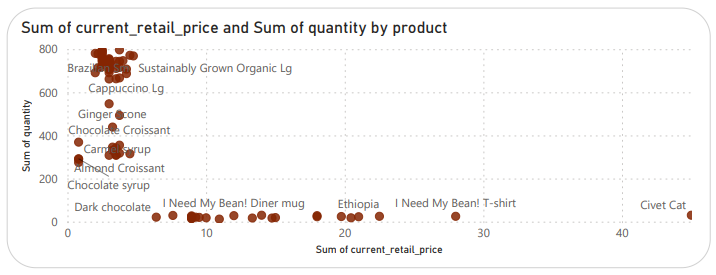 Sum of current_retail_price and Sum of quantity by product
800
Sustainably Grown Organic Lg
Cappuccino Lg
600
Ginger Scone
Chocolate Croissant
400
Almond Croissant
Chocolate syrup
200
Dark chocolate
I Need My Bean! Diner mug
Ethiopia
I Need My Bean! T-shirt
Civet Cat
0
0
10
20
30
40
Sum of quantity
Sum of current_retail_price